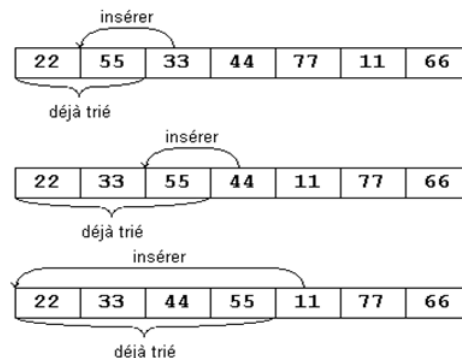 insérer
22 55 33 44 77 11 66
déjà trié
insérer
22 33 55 44 11 77 66
déjà trié
insérer
22 33 44 55 11 77 66
déjà trié